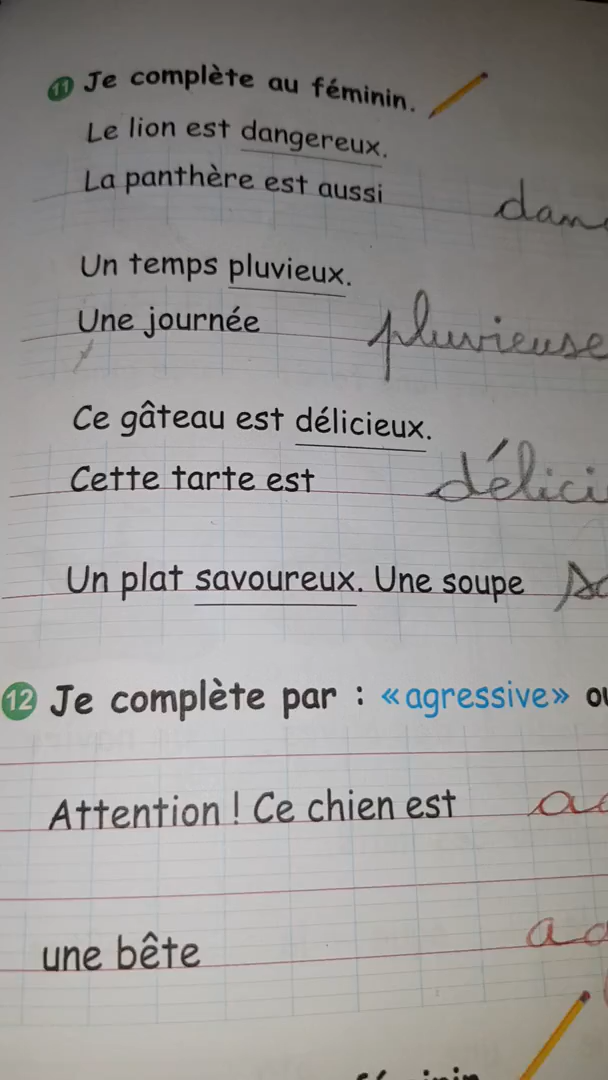 11 Je complète au féminin.
Le lion est dangereux.
La panthère est aussi
Un temps pluvieux.
Une journée pluvieuse
Ce gâteau est délicieux.
Cette tarte est délici
Un plat savoureux. Une soupe
12 Je complète par : «agressive» ou
Attention ! Ce chien est
une bête